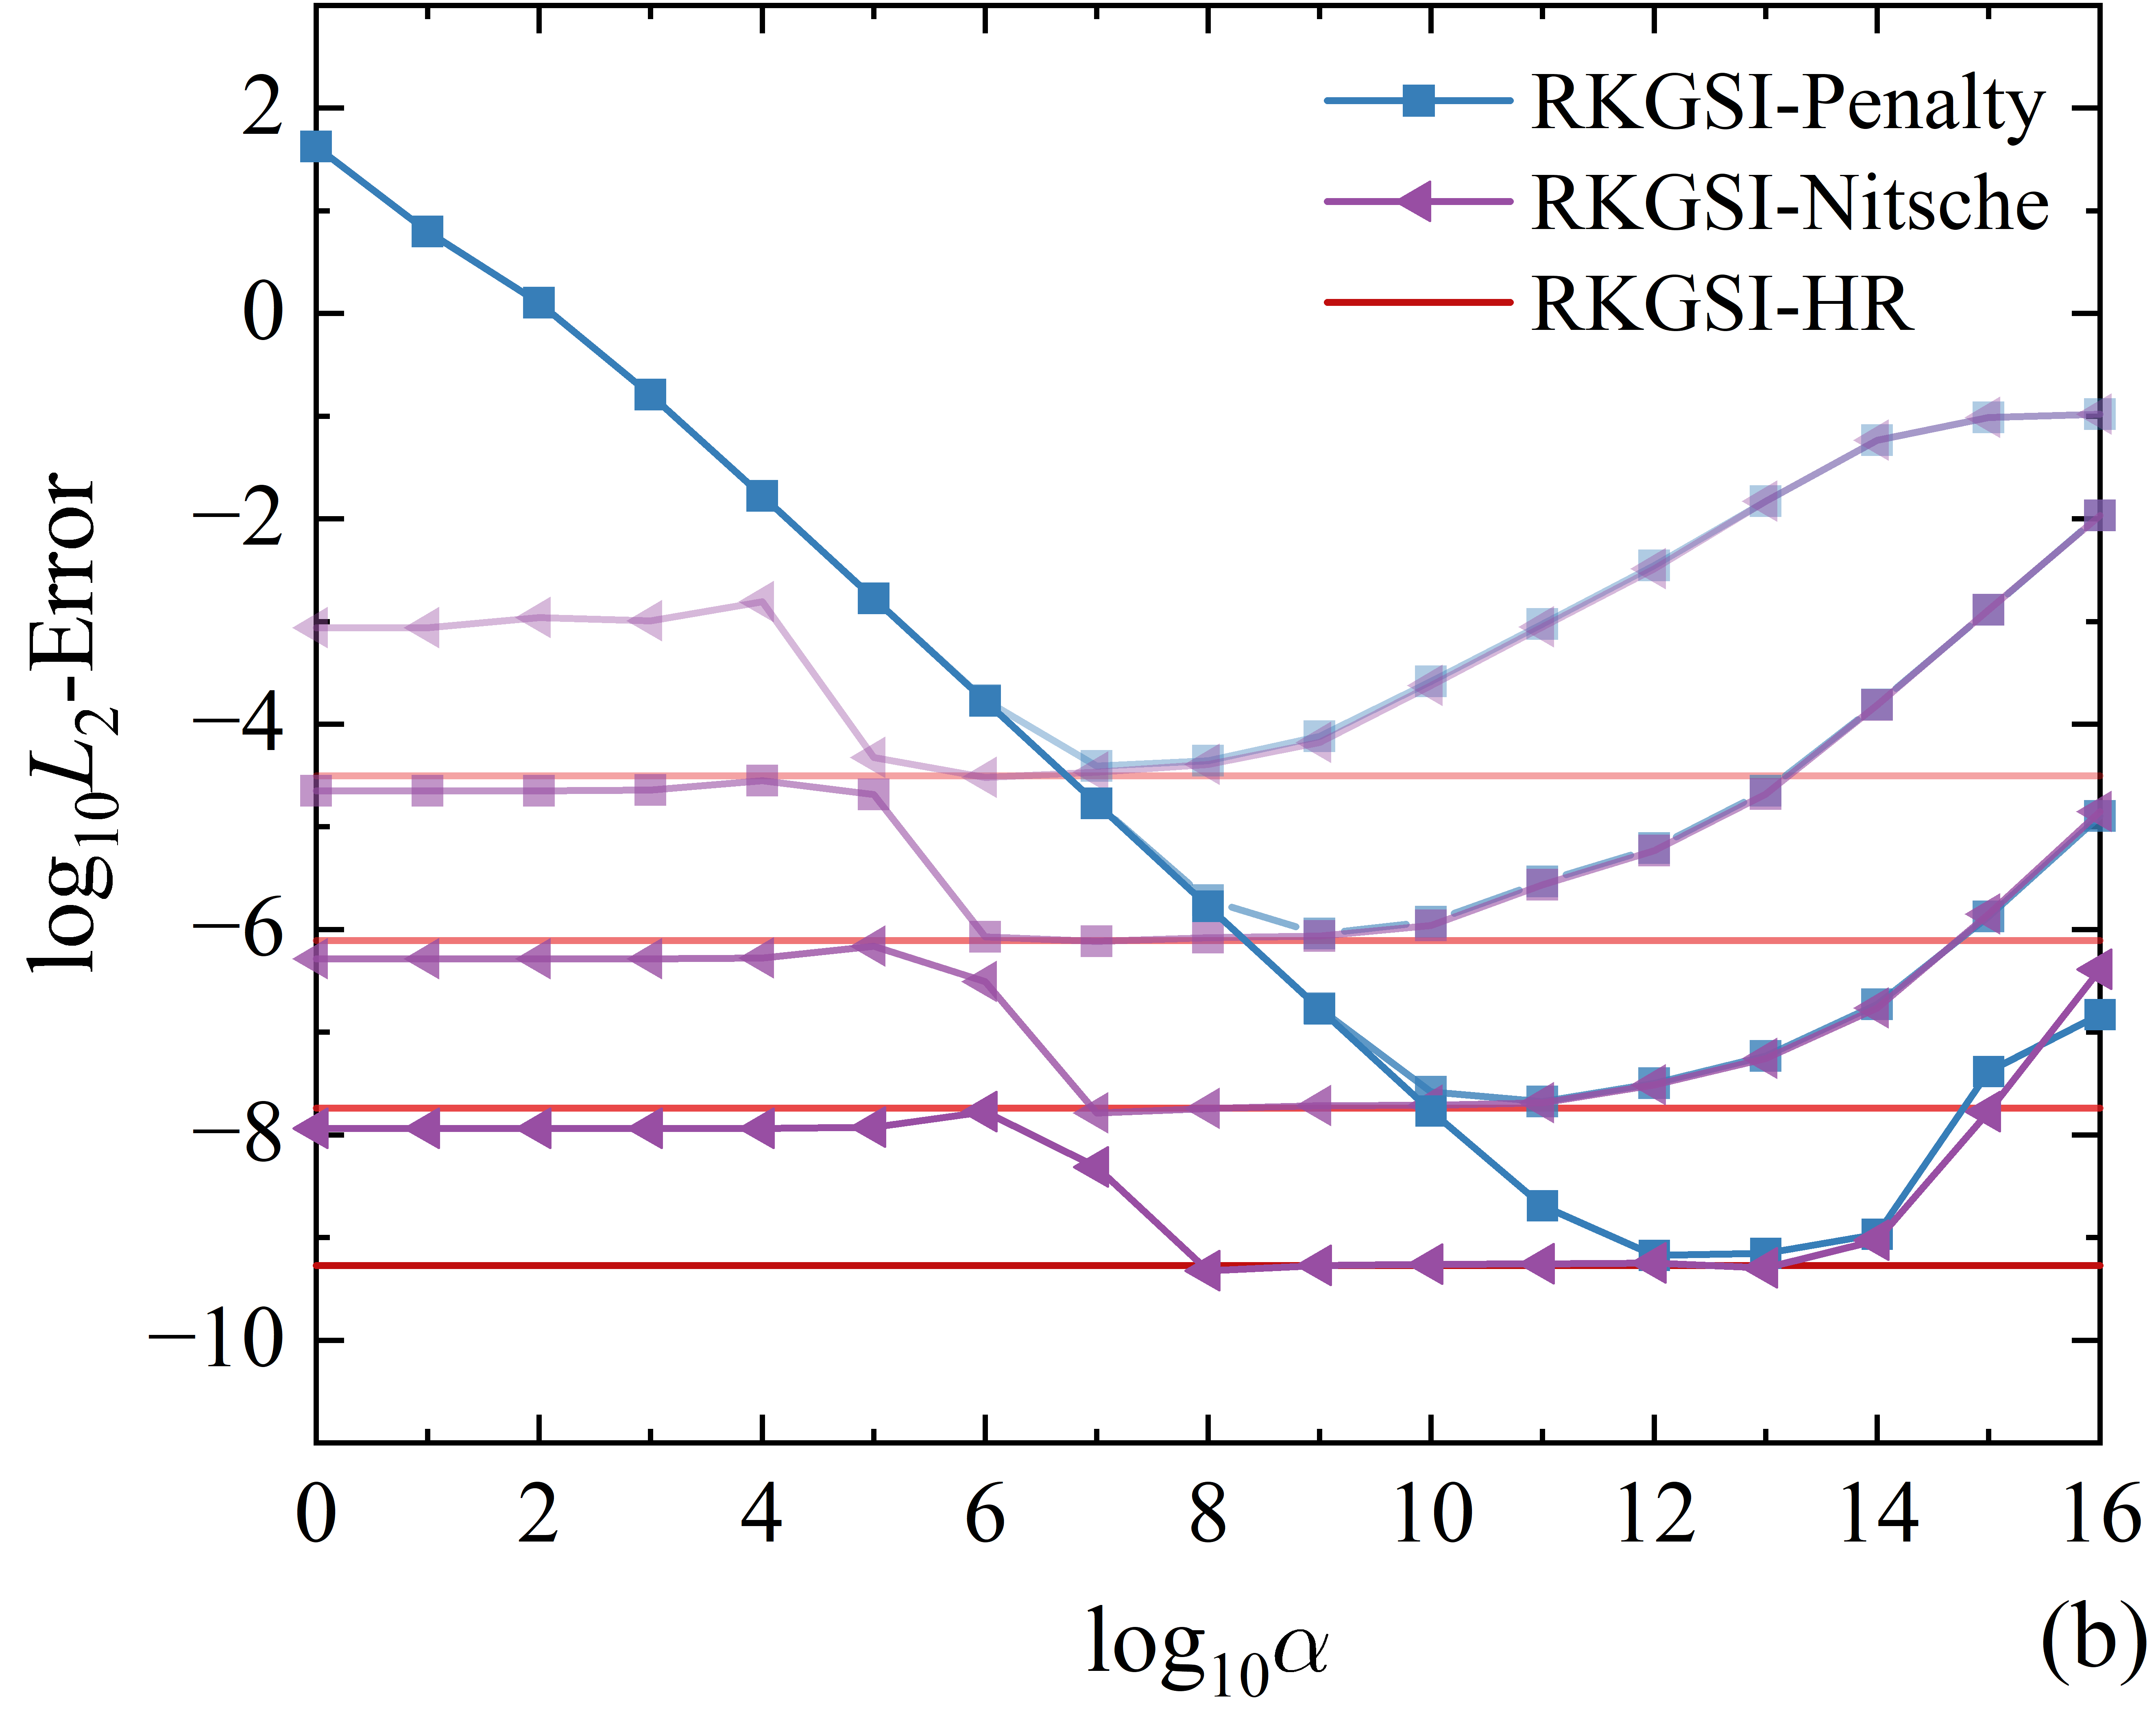 RKGSI-Penalty
RKGSI-Nitsche
RKGSI-HR
2
0
−2
−4
−6
−8
−10
log₁₀L₂-Error
0 2 4 6 8 10 12 14 16
log₁₀α
(b)